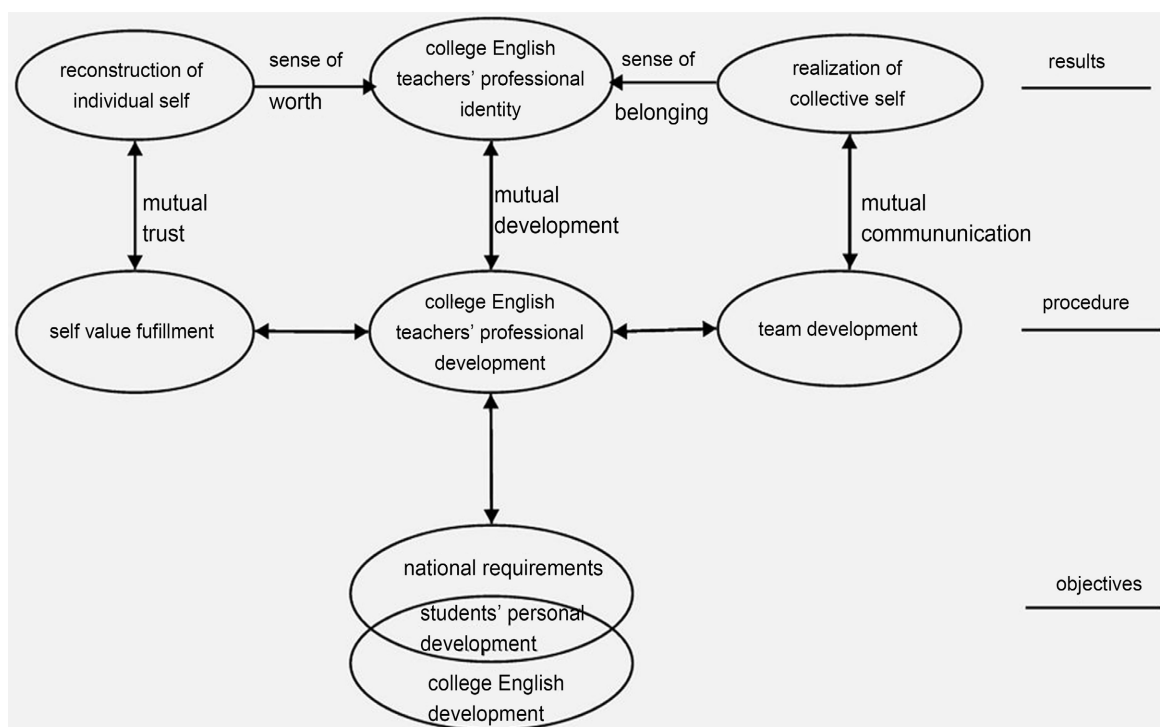 reconstruction of
individual self
sense of
worth
college English
teachers’ professional
identity
sense of
belonging
realization of
collective self
results
mutual
trust
mutual
development
mutual
commununication
self value fufillment
college English
teachers’ professional
development
team development
procedure
national requirements
students’ personal
development
college English
development
objectives